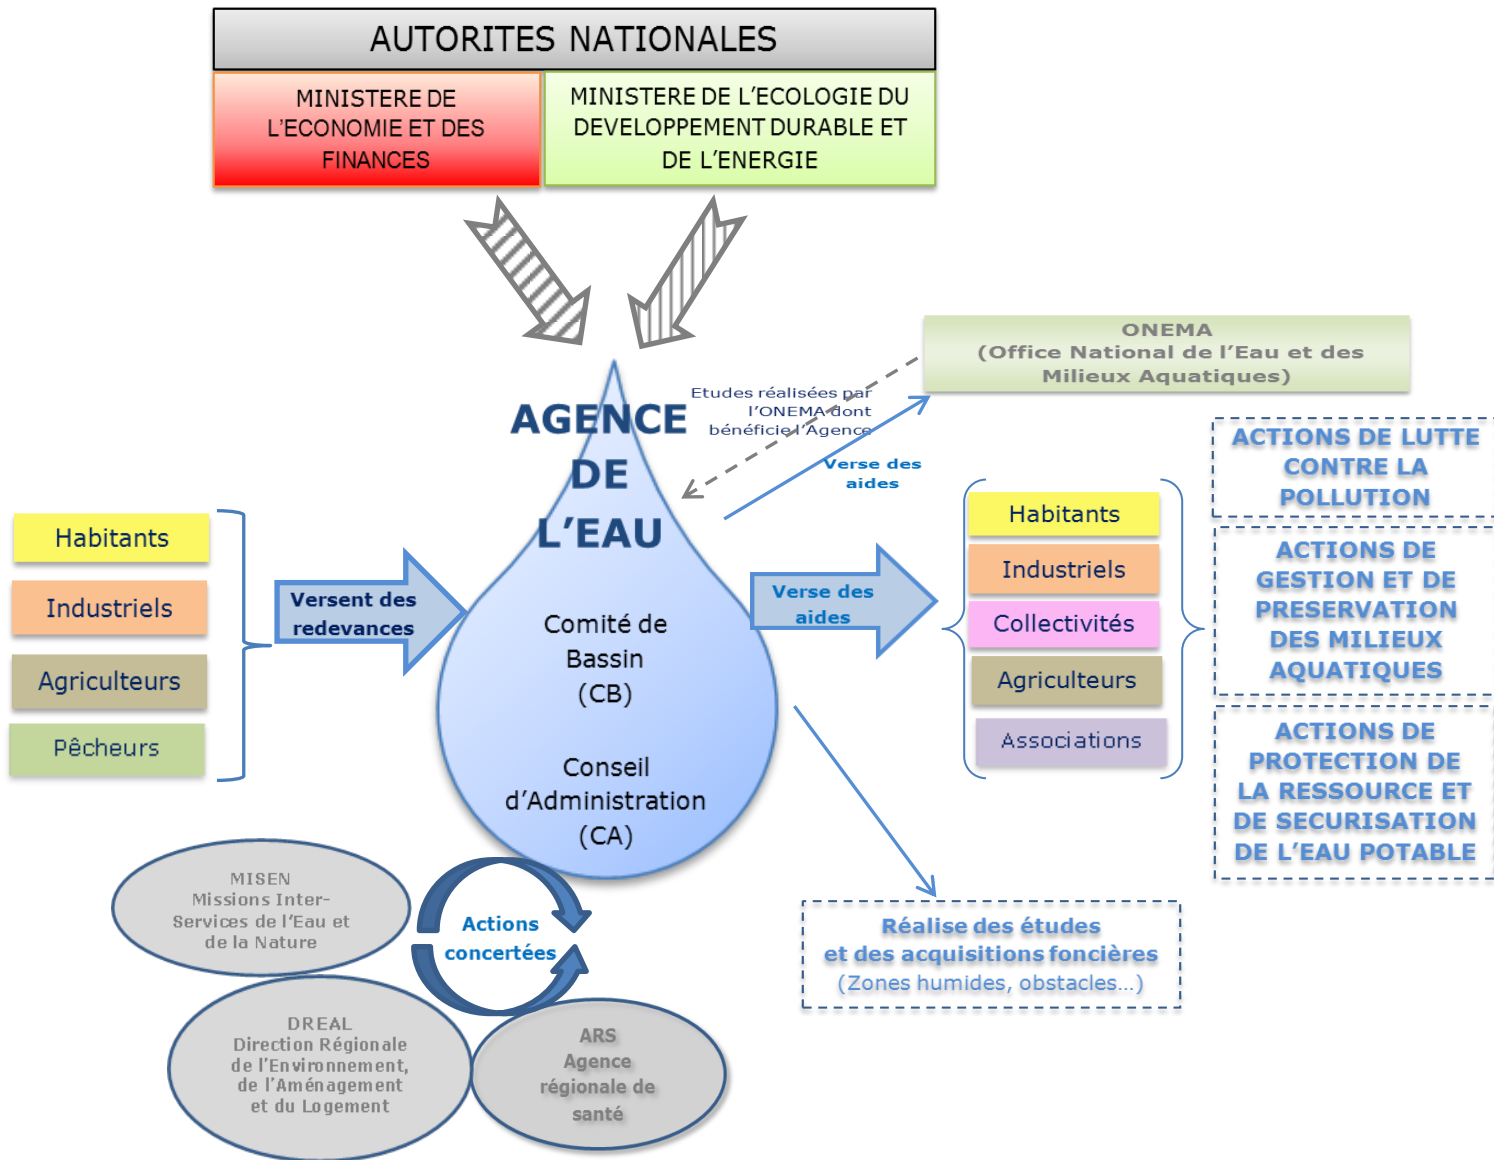 AUTORITES NATIONALES
MINISTERE DE
L’ECONOMIE ET DES
FINANCES
MINISTERE DE L’ECOLOGIE DU
DEVELOPPEMENT DURABLE ET
DE L’ENERGIE
ONEMA
(Office National de l’Eau et des
Milieux Aquatiques)
Etudes réalisées par
l’ONEMA dont
bénéficie l’Agence
Verse des
aides
AGENCE
DE
L’EAU
Comité de
Bassin
(CB)
Conseil
d’Administration
(CA)
Habitants
Industriels
Agriculteurs
Pêcheurs
Versent des
redevances
Verse des
aides
Habitants
Industriels
Collectivités
Agriculteurs
Associations
ACTIONS DE LUTTE
CONTRE LA
POLLUTION
ACTIONS DE
GESTION ET DE
PRESERVATION
DES MILIEUX
AQUATIQUES
ACTIONS DE
PROTECTION DE
LA RESSOURCE ET
DE SECURISATION
DE L’EAU POTABLE
Réalise des études
et des acquisitions foncières
(Zones humides, obstacles…)
MISEN
Missions Inter-
Services de l’Eau et
de la Nature
Actions
concertées
DREAL
Direction Régionale
de l’Environnement,
de l’Aménagement
et du Logement
ARS
Agence
régionale de
santé